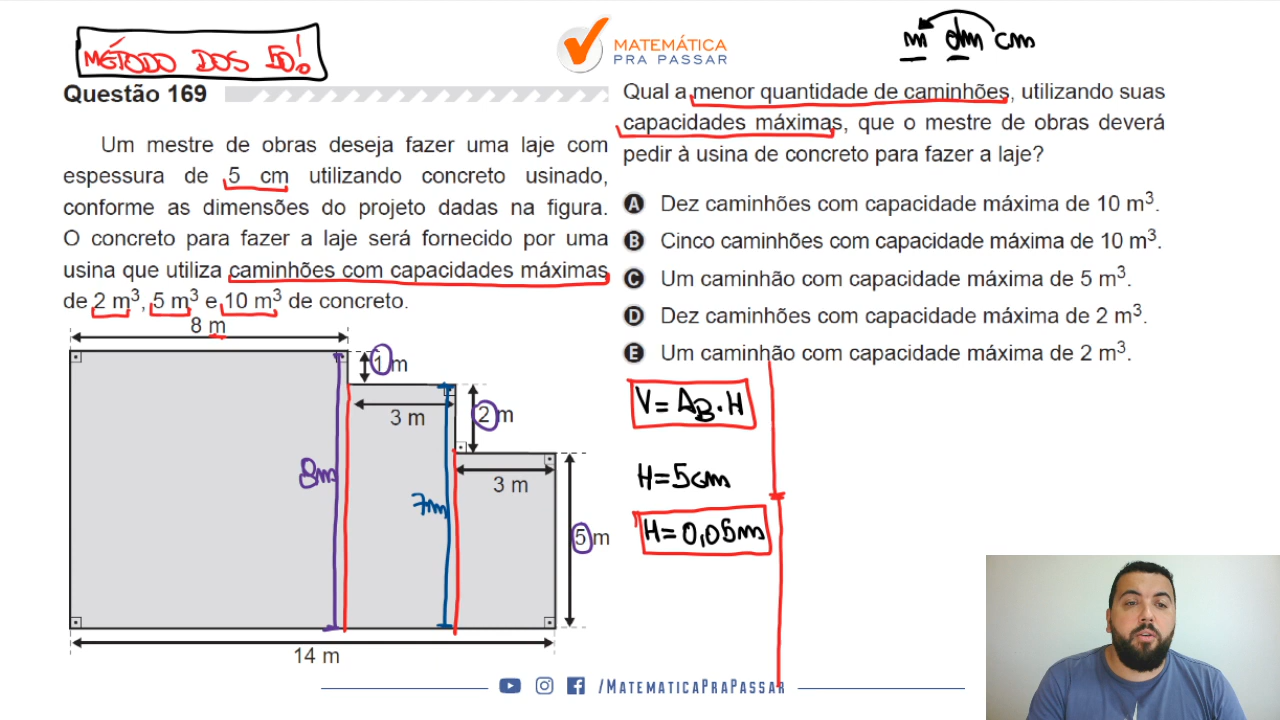 MÉTODO DOS 50!
MATEMÁTICA
PRA PASSAR
m dm cm
Questão 169
Um mestre de obras deseja fazer uma laje com
espessura de 5 cm utilizando concreto usinado,
conforme as dimensões do projeto dadas na figura.
O concreto para fazer a laje será fornecido por uma
usina que utiliza caminhões com capacidades máximas
de 2 m³, 5 m³ e 10 m³ de concreto.
8 m
1 m
3 m
2 m
3 m
8m
7m
5 m
14 m
Qual a menor quantidade de caminhões, utilizando suas
capacidades máximas, que o mestre de obras deverá
pedir à usina de concreto para fazer a laje?
A Dez caminhões com capacidade máxima de 10 m³.
B Cinco caminhões com capacidade máxima de 10 m³.
C Um caminhão com capacidade máxima de 5 m³.
D Dez caminhões com capacidade máxima de 2 m³.
E Um caminhão com capacidade máxima de 2 m³.
V = AB . H
H = 5cm
H = 0,05m
/MATEMATICAPRAPASSAR